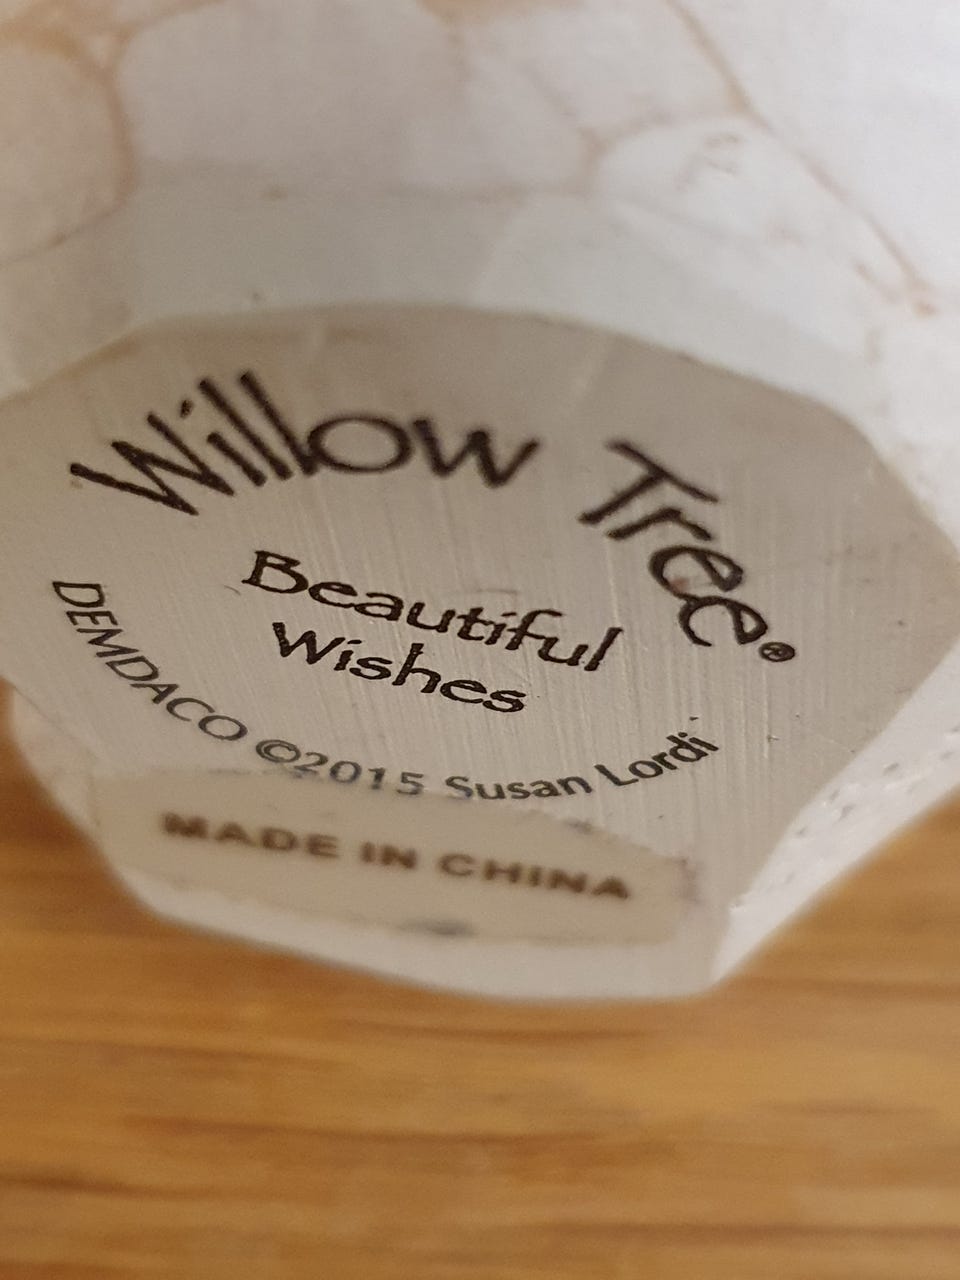 Willow Tree®
Beautiful
Wishes
DEMDACO ©2015 Susan Lordi
MADE IN CHINA